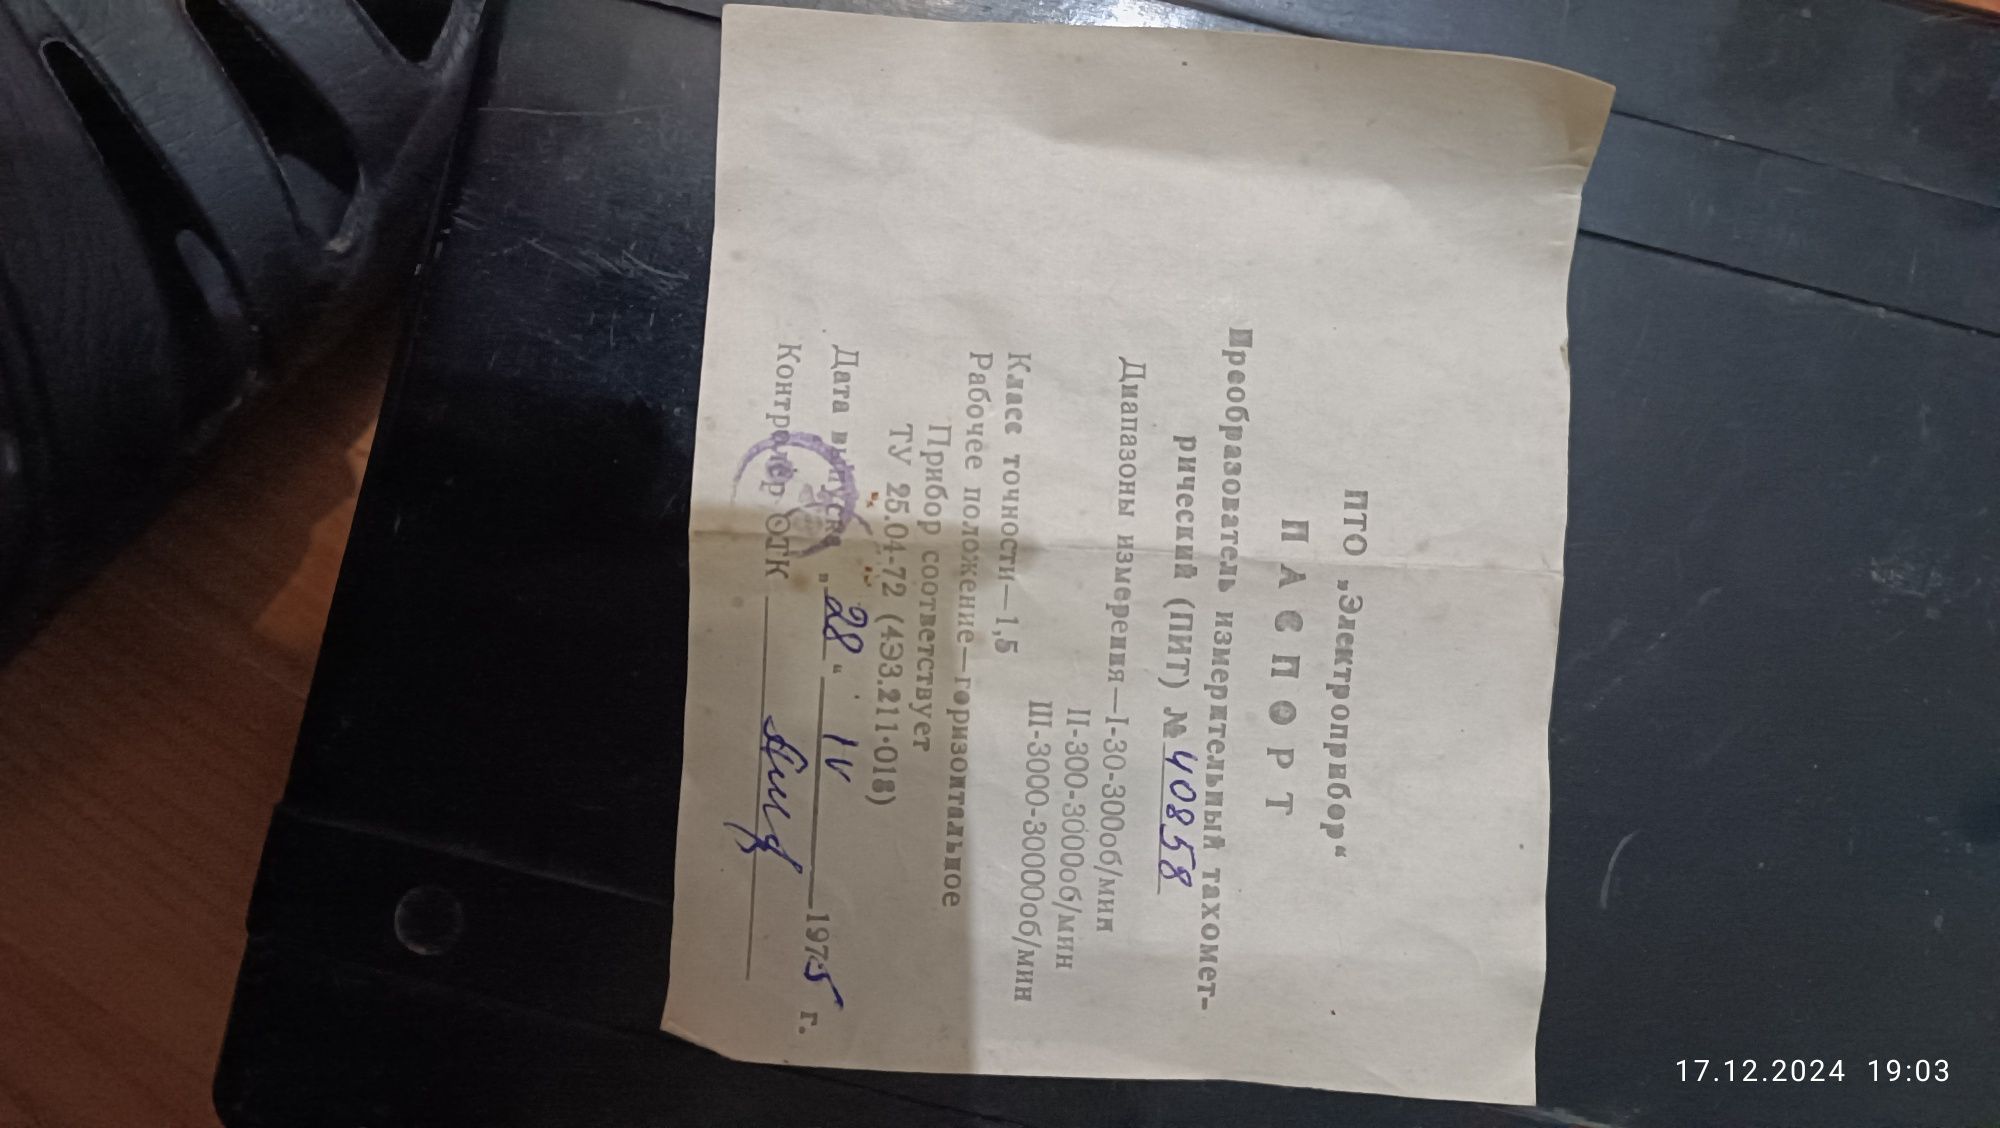 ПТО „Электроприбор“
ПАСПОРТ
Преобразователь измерительный тахомет-
рический (ПИТ) № 40858
Диапазоны измерения—I-30-300об/мин
II-300-3000об/мин
III-3000-30000об/мин
Класс точности—1,5
Рабочее положение—горизонтальное
Прибор соответствует
ТУ 25.04-72 (4Э3.211.018)
Дата выпуска „28“ IV 1975 г.
Контролёр ОТК
17.12.2024 19:03